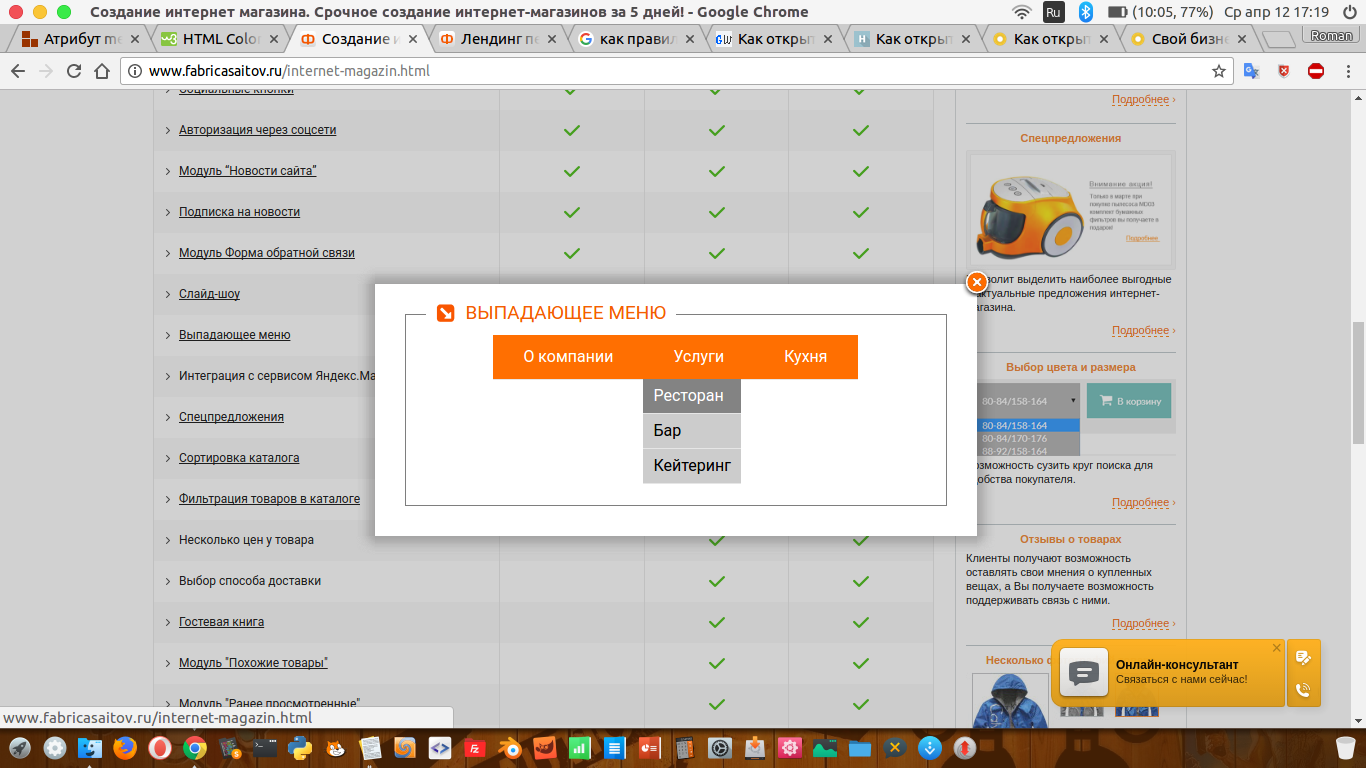 Создание интернет магазина. Срочное создание интернет-магазинов за 5 дней! - Google Chrome
Ru
(10:05, 77%)
Ср апр 12 17:19
Атрибут me
HTML Color
Создание и
Лендинг пе
как правил
Как открыт
Как открыт
Как открыт
Свой бизне
Roman
www.fabricasaitov.ru/internet-magazin.html
Социальные кнопки
Авторизация через соцсети
Модуль “Новости сайта”
Подписка на новости
Модуль Форма обратной связи
Слайд-шоу
Выпадающее меню
Интеграция с сервисом Яндекс.Ма
Спецпредложения
Сортировка каталога
Фильтрация товаров в каталоге
Несколько цен у товара
Выбор способа доставки
Гостевая книга
Модуль "Похожие товары"
Модуль "Ранее просмотренные"
ВЫПАДАЮЩЕЕ МЕНЮ
О компании
Услуги
Кухня
Ресторан
Бар
Кейтеринг
Подробнее ›
Спецпредложения
Внимание акция!
Только в марте при
покупке пылесоса MD03
комплект бумажных
фильтров вы получаете в
подарок!
Подробнее
волит выделить наиболее выгодные
актуальные предложения интернет-
агазина.
Подробнее ›
Выбор цвета и размера
80-84/158-164
В корзину
80-84/158-164
80-84/170-176
88-92/158-164
озможность сузить круг поиска для
добства покупателя.
Подробнее ›
Отзывы о товарах
Клиенты получают возможность
оставлять свои мнения о купленных
вещах, а Вы получаете возможность
поддерживать связь с ними.
Подробнее ›
Несколько
Онлайн-консультант
Связаться с нами сейчас!
www.fabricasaitov.ru/internet-magazin.html